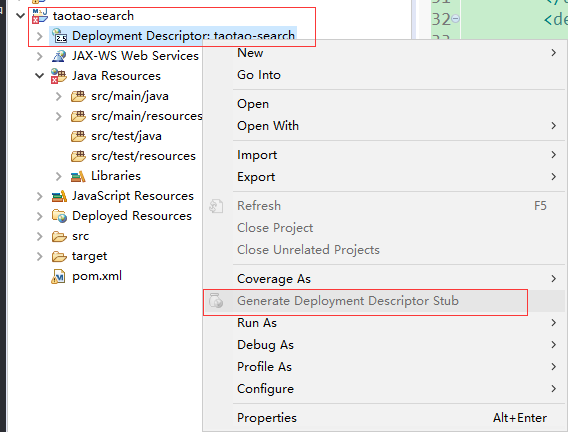 31
taotao-search
</
32
Deployment Descriptor: taotao-search
<de
JAX-WS Web Services
New
Java Resources
Go Into
src/main/java
Open
src/main/resources
Open With
src/test/java
src/test/resources
Import
Libraries
Export
JavaScript Resources
Refresh F5
Deployed Resources
Close Project
src
Close Unrelated Projects
target
pom.xml
Coverage As
Generate Deployment Descriptor Stub
Run As
Debug As
Profile As
Configure
Properties Alt+Enter